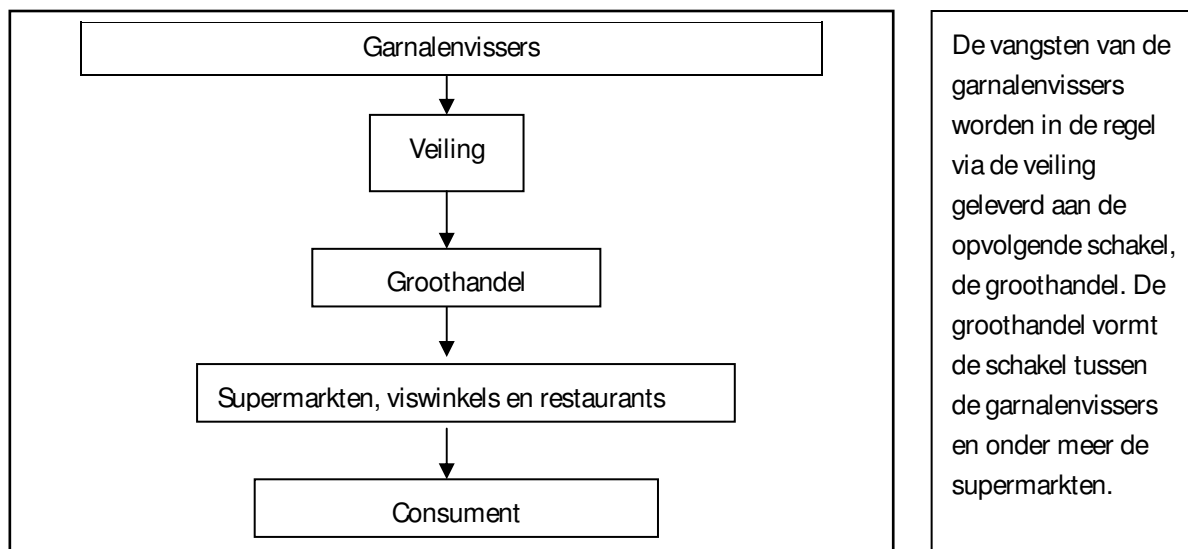 Garnalenvissers
Veiling
Groothandel
Supermarkten, viswinkels en restaurants
Consument
De vangsten van de
garnalenvissers
worden in de regel
via de veiling
geleverd aan de
opvolgende schakel,
de groothandel. De
groothandel vormt
de schakel tussen
de garnalenvissers
en onder meer de
supermarkten.